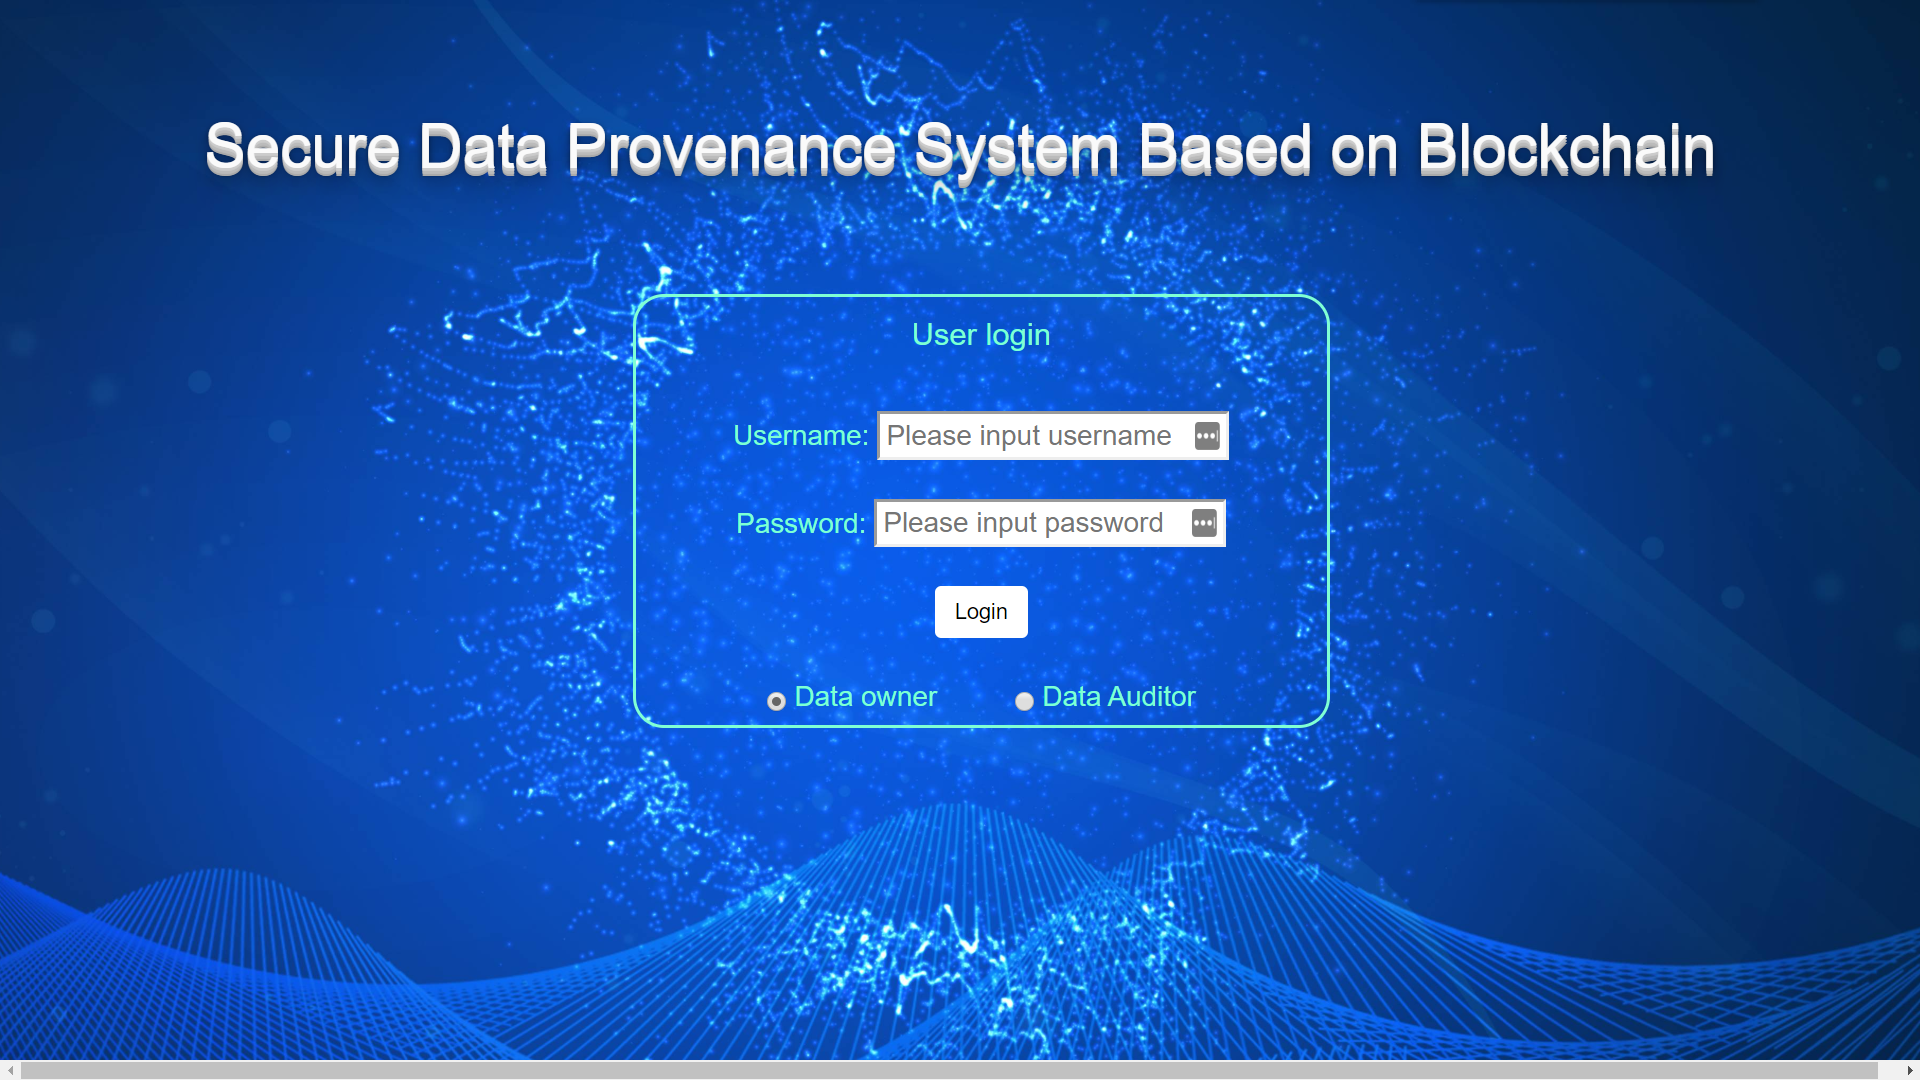 Secure Data Provenance System Based on Blockchain
User login
Username: Please input username
Password: Please input password
Login
Data owner Data Auditor